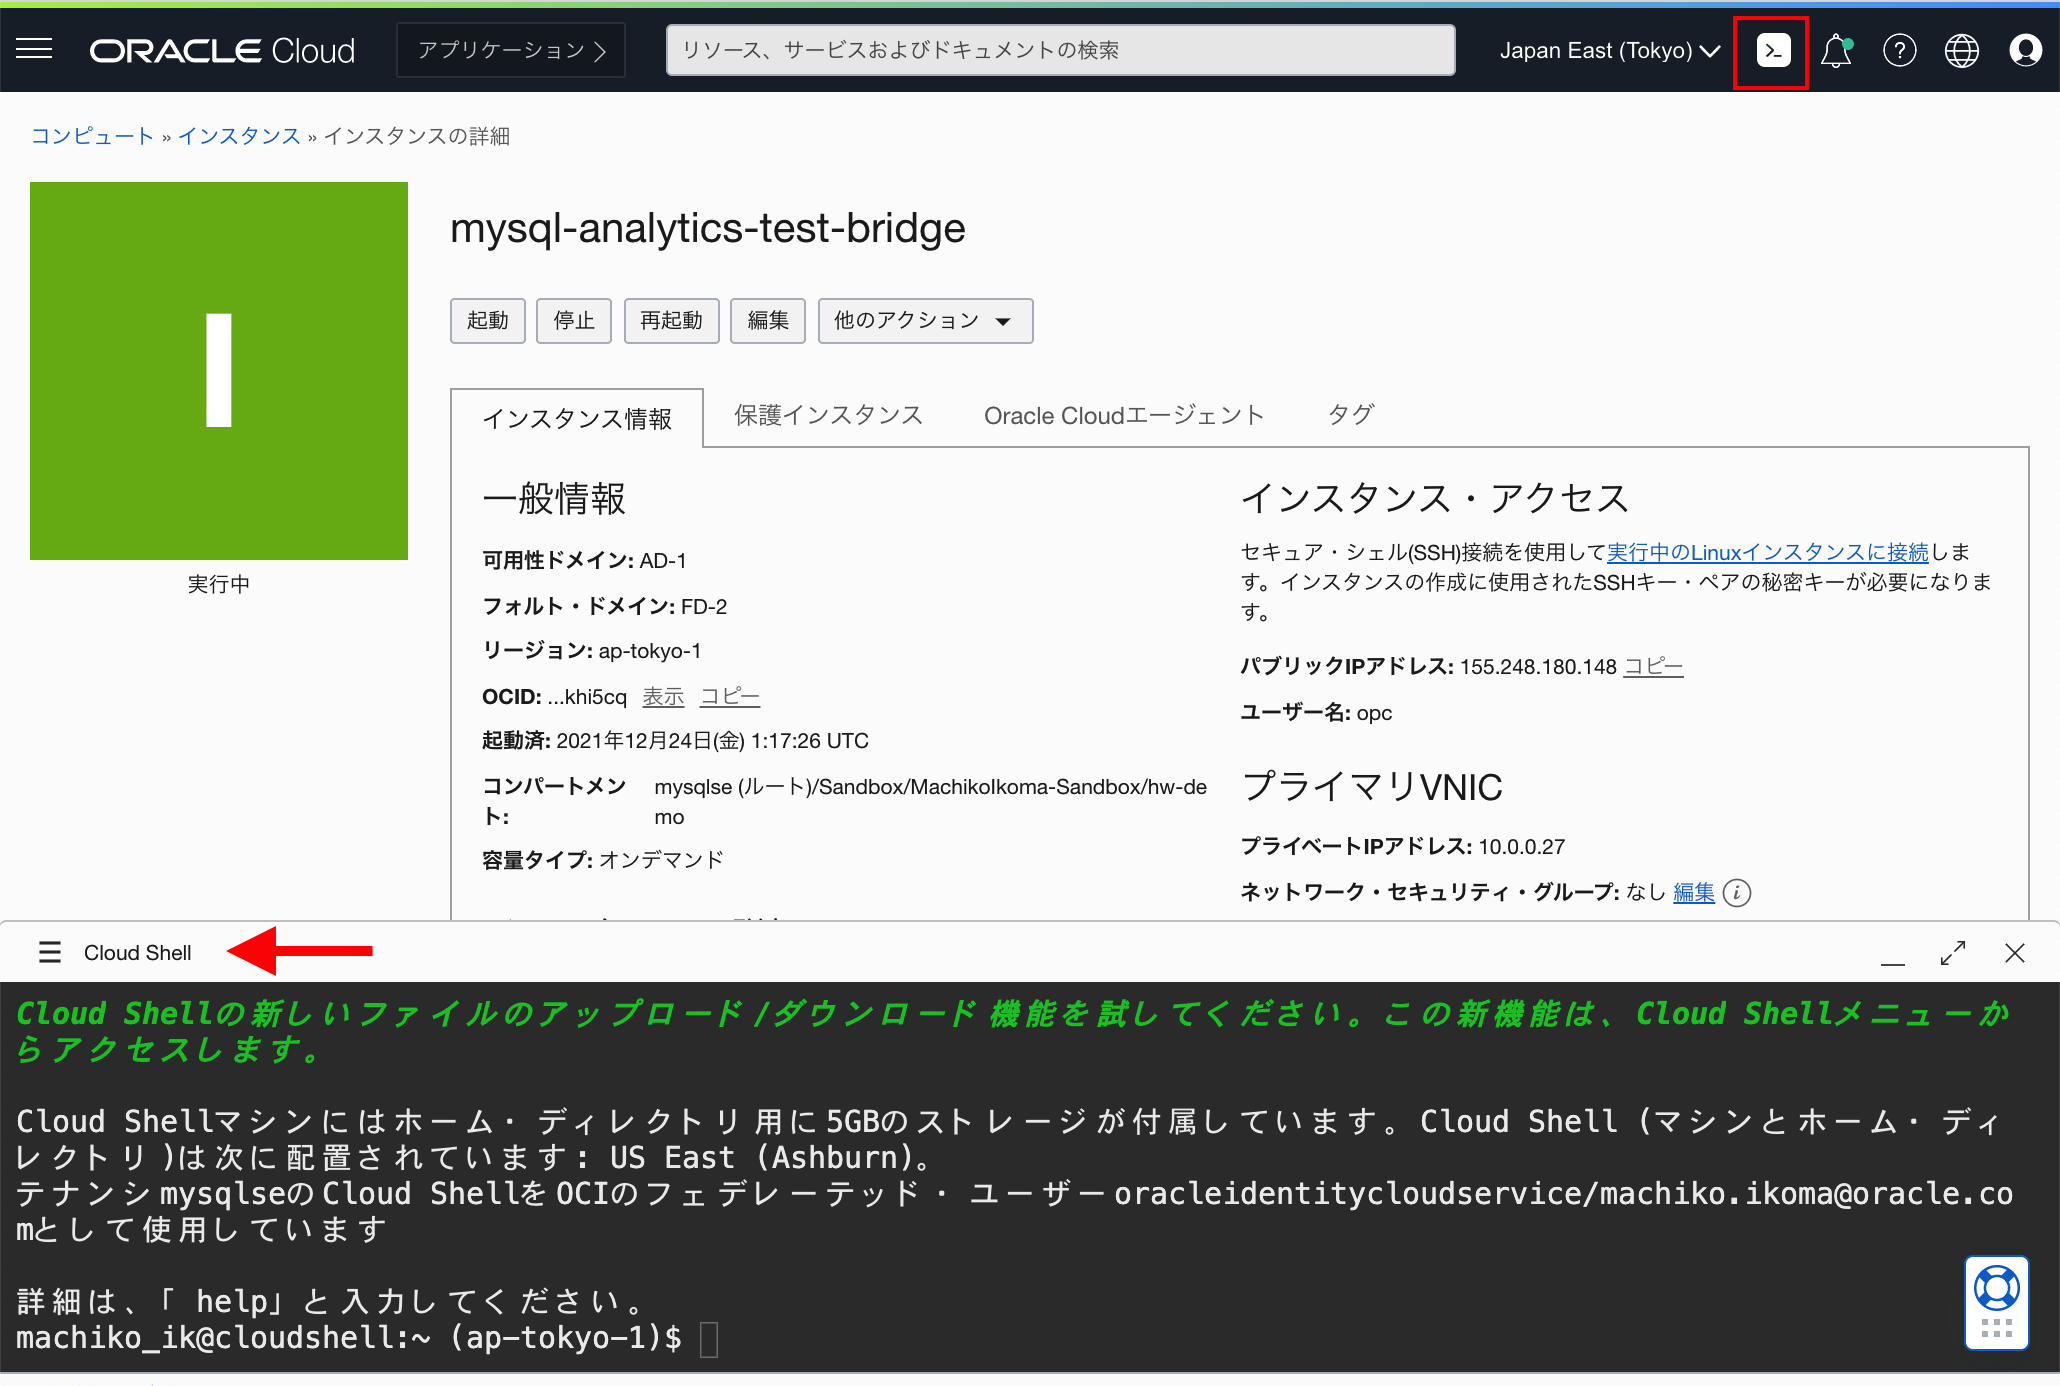 ORACLE Cloud
アプリケーション
リソース、サービスおよびドキュメントの検索
Japan East (Tokyo)
コンピュート » インスタンス » インスタンスの詳細
I
実行中
mysql-analytics-test-bridge
起動
停止
再起動
編集
他のアクション
インスタンス情報
保護インスタンス
Oracle Cloudエージェント
タグ
一般情報
可用性ドメイン: AD-1
フォルト・ドメイン: FD-2
リージョン: ap-tokyo-1
OCID: ...khi5cq 表示 コピー
起動済: 2021年12月24日(金) 1:17:26 UTC
コンパートメン
ト:
mysqlse (ルート)/Sandbox/MachikoIkoma-Sandbox/hw-de
mo
容量タイプ: オンデマンド
インスタンス・アクセス
セキュア・シェル(SSH)接続を使用して実行中のLinuxインスタンスに接続しま
す。インスタンスの作成に使用されたSSHキー・ペアの秘密キーが必要になりま
す。
パブリックIPアドレス: 155.248.180.148 コピー
ユーザー名: opc
プライマリVNIC
プライベートIPアドレス: 10.0.0.27
ネットワーク・セキュリティ・グループ: なし 編集
Cloud Shell
Cloud Shellの新しいファイルのアップロード/ダウンロード機能を試してください。この新機能は、Cloud Shellメニューか
らアクセスします。
Cloud Shellマシンにはホーム・ディレクトリ用に5GBのストレージが付属しています。Cloud Shell (マシンとホーム・ディ
レクトリ)は次に配置されています: US East (Ashburn)。
テナンシmysqlseのCloud ShellをOCIのフェデレーテッド・ユーザーoracleidentitycloudservice/machiko.ikoma@oracle.co
mとして使用しています
詳細は、「 help」と入力してください。
machiko_ik@cloudshell:~ (ap-tokyo-1)$